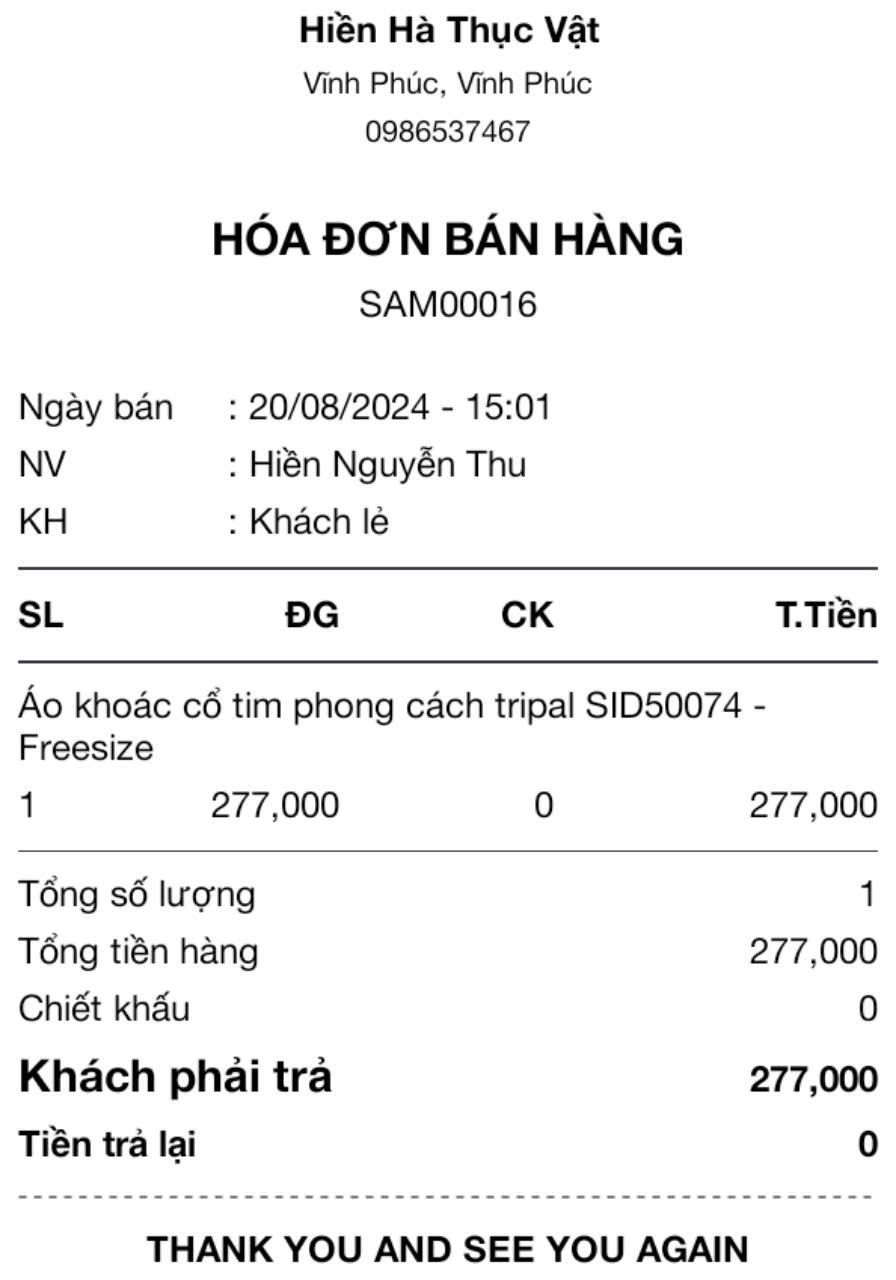 Hiền Hà Thục Vật
Vĩnh Phúc, Vĩnh Phúc
0986537467
HÓA ĐƠN BÁN HÀNG
SAM00016
Ngày bán : 20/08/2024 - 15:01
NV : Hiền Nguyễn Thu
KH : Khách lẻ
SL ĐG CK T.Tiền
Áo khoác cổ tim phong cách tripal SID50074 -
Freesize
1 277,000 0 277,000
Tổng số lượng 1
Tổng tiền hàng 277,000
Chiết khấu 0
Khách phải trả 277,000
Tiền trả lại 0
THANK YOU AND SEE YOU AGAIN